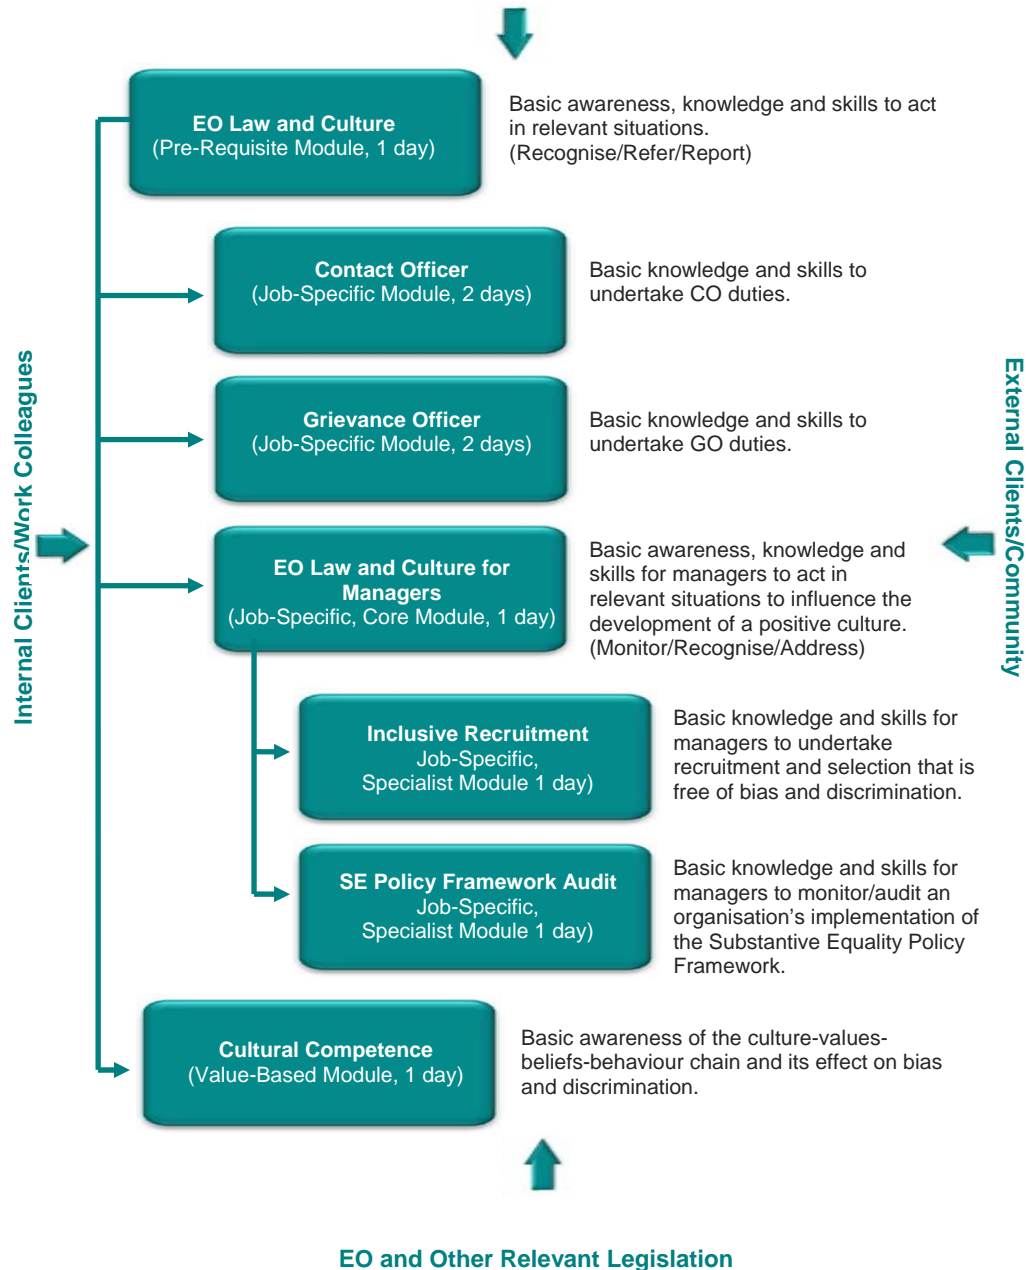 EO Law and Culture
(Pre-Requisite Module, 1 day)
Basic awareness, knowledge and skills to act
in relevant situations.
(Recognise/Refer/Report)
Contact Officer
(Job-Specific Module, 2 days)
Basic knowledge and skills to
undertake CO duties.
Grievance Officer
(Job-Specific Module, 2 days)
Basic knowledge and skills to
undertake GO duties.
Internal Clients/Work Colleagues
External Clients/Community
EO Law and Culture for
Managers
(Job-Specific, Core Module, 1 day)
Basic awareness, knowledge and
skills for managers to act in
relevant situations to influence the
development of a positive culture.
(Monitor/Recognise/Address)
Inclusive Recruitment
Job-Specific,
Specialist Module 1 day)
Basic knowledge and skills for
managers to undertake
recruitment and selection that is
free of bias and discrimination.
SE Policy Framework Audit
Job-Specific,
Specialist Module 1 day)
Basic knowledge and skills for
managers to monitor/audit an
organisation’s implementation of
the Substantive Equality Policy
Framework.
Cultural Competence
(Value-Based Module, 1 day)
Basic awareness of the culture-values-
beliefs-behaviour chain and its effect on bias
and discrimination.
EO and Other Relevant Legislation